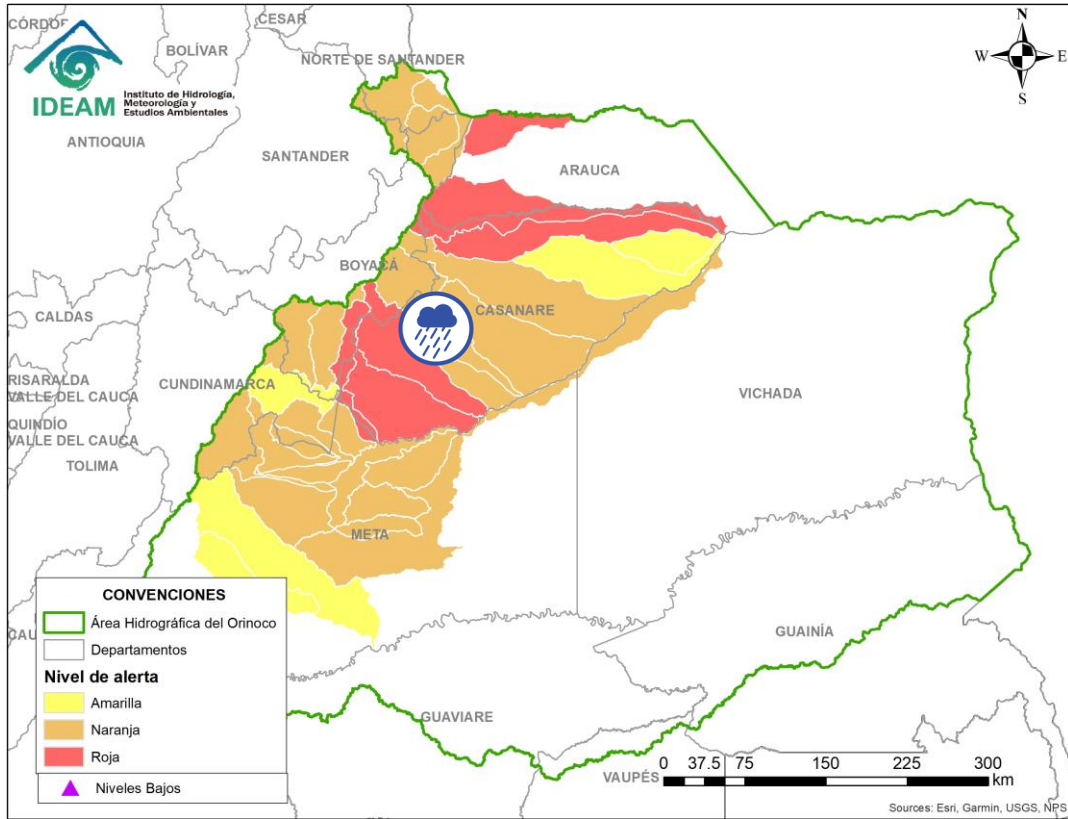 CÓRDOF
CESAR
BOLÍVAR
NORTE DE SANTANDER
N
W
E
S
IDEAM
Instituto de Hidrología,
Meteorología y
Estudios Ambientales
ANTIOQUIA
SANTANDER
ARAUCA
BOYACÁ
CASANARE
CALDAS
RISARALDA
VALLE DEL CAUCA
CUNDINAMARCA
VICHADA
QUINDÍO
VALLE DEL CAUCA
TOLIMA
META
CONVENCIONES
Área Hidrográfica del Orinoco
Departamentos
Nivel de alerta
Amarilla
Naranja
Roja
Niveles Bajos
CAU
GUAINÍA
GUAVIARE
VAUPÉS
0 37.5 75 150 225 300
km
Sources: Esri, Garmin, USGS, NPS